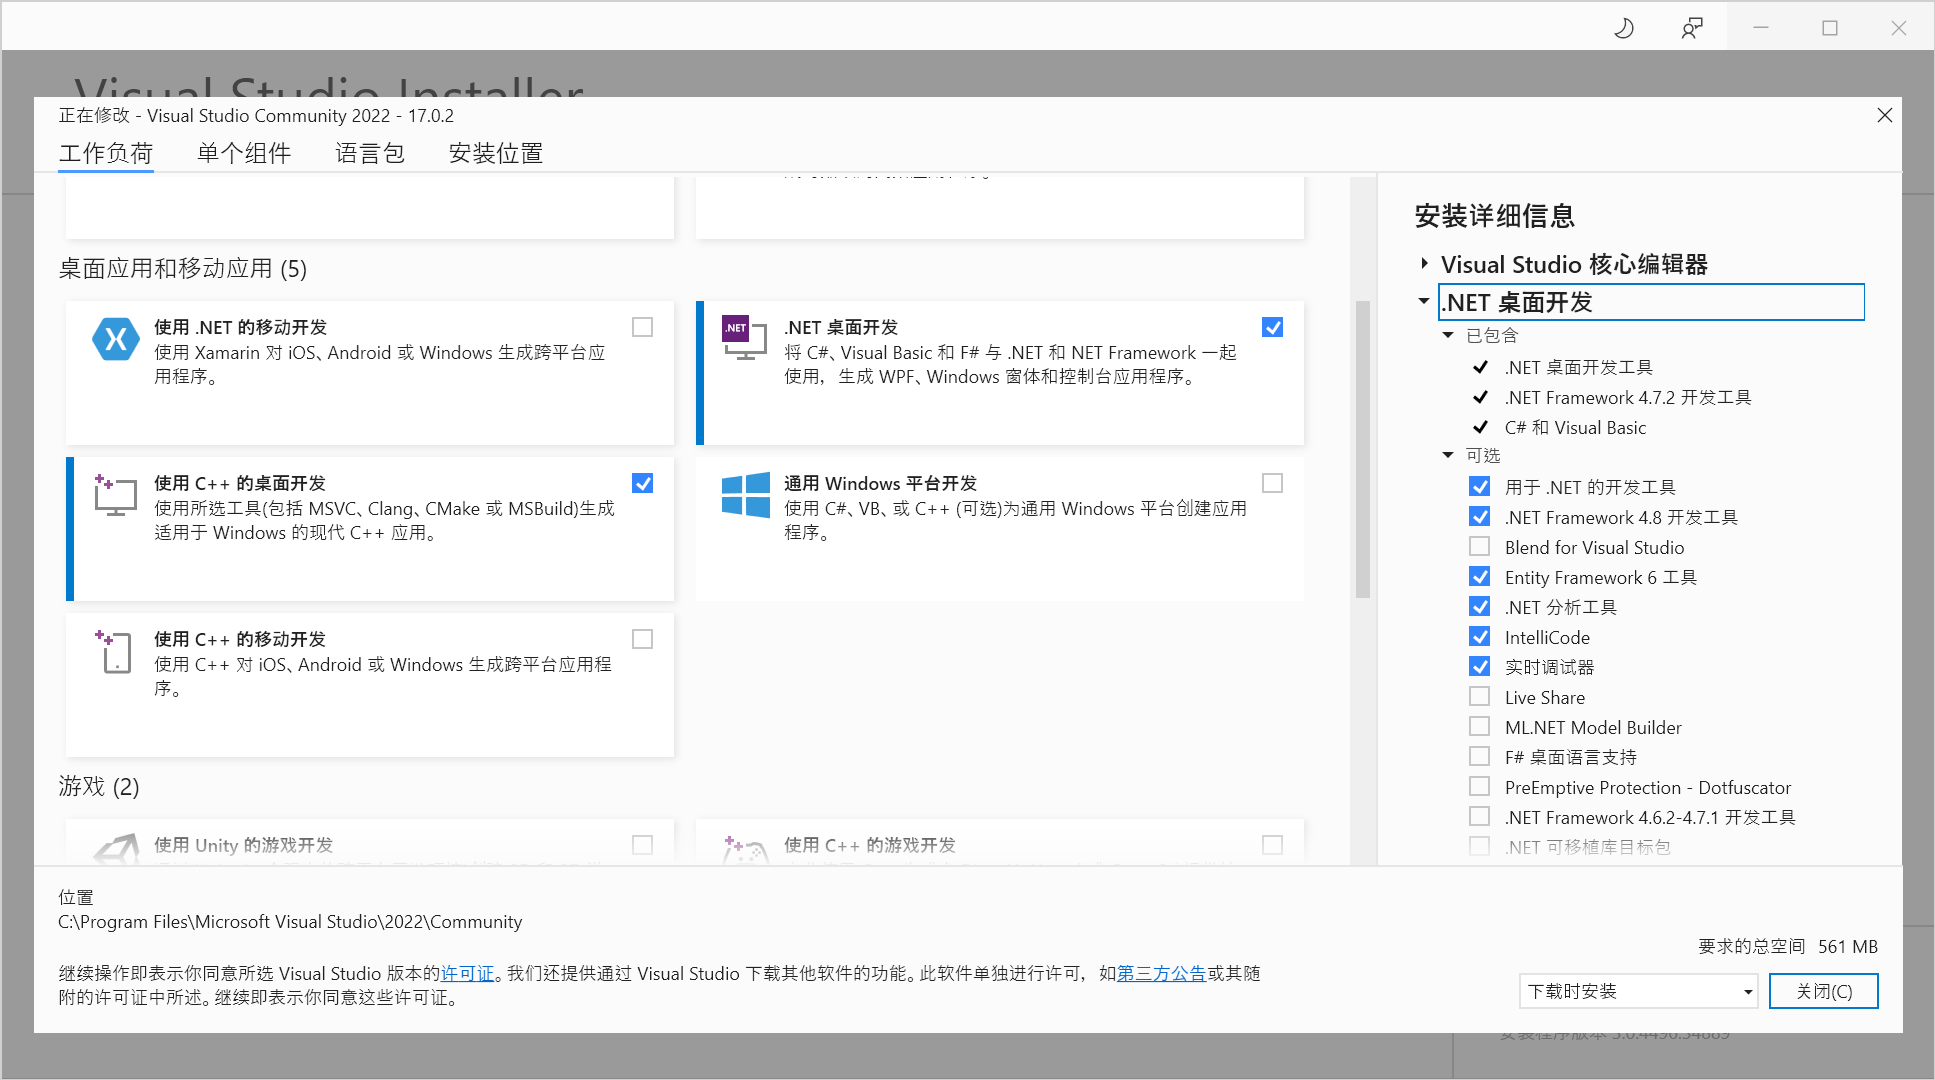 Visual Studio Installer
正在修改 - Visual Studio Community 2022 - 17.0.2
工作负荷
单个组件
语言包
安装位置
桌面应用和移动应用 (5)
使用 .NET 的移动开发
使用 Xamarin 对 iOS、Android 或 Windows 生成跨平台应
用程序。
.NET
.NET 桌面开发
将 C#、Visual Basic 和 F# 与 .NET 和 NET Framework 一起
使用，生成 WPF、Windows 窗体和控制台应用程序。
使用 C++ 的桌面开发
使用所选工具(包括 MSVC、Clang、CMake 或 MSBuild)生成
适用于 Windows 的现代 C++ 应用。
通用 Windows 平台开发
使用 C#、VB、或 C++ (可选)为通用 Windows 平台创建应用
程序。
使用 C++ 的移动开发
使用 C++ 对 iOS、Android 或 Windows 生成跨平台应用程
序。
游戏 (2)
使用 Unity 的游戏开发
使用 C++ 的游戏开发
安装详细信息
Visual Studio 核心编辑器
.NET 桌面开发
已包含
.NET 桌面开发工具
.NET Framework 4.7.2 开发工具
C# 和 Visual Basic
可选
用于 .NET 的开发工具
.NET Framework 4.8 开发工具
Blend for Visual Studio
Entity Framework 6 工具
.NET 分析工具
IntelliCode
实时调试器
Live Share
ML.NET Model Builder
F# 桌面语言支持
PreEmptive Protection - Dotfuscator
.NET Framework 4.6.2-4.7.1 开发工具
.NET 可移植库目标包
位置
C:\Program Files\Microsoft Visual Studio\2022\Community
继续操作即表示你同意所选 Visual Studio 版本的许可证。我们还提供通过 Visual Studio 下载其他软件的功能。此软件单独进行许可，如第三方公告或其随
附的许可证中所述。继续即表示你同意这些许可证。
要求的总空间 561 MB
下载时安装
关闭(C)
安装程序版本 3.0.4496.34889